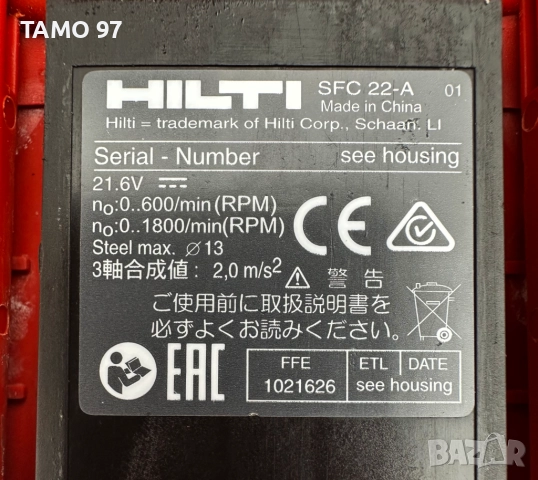 TAMO 97
HILTI SFC 22-A 01
Made in China
Hilti = trademark of Hilti Corp., Schaan, LI
Serial - Number see housing
21.6V
n₀:0..600/min(RPM)
n₀:0..1800/min(RPM)
Steel max. ⌀13
3軸合成値: 2,0 m/s²
CE
⚠ 警告
ご使用前に取扱説明書を
必ずよくお読みください。
EAC
FFE ETL DATE
1021626 see housing
BAZAR